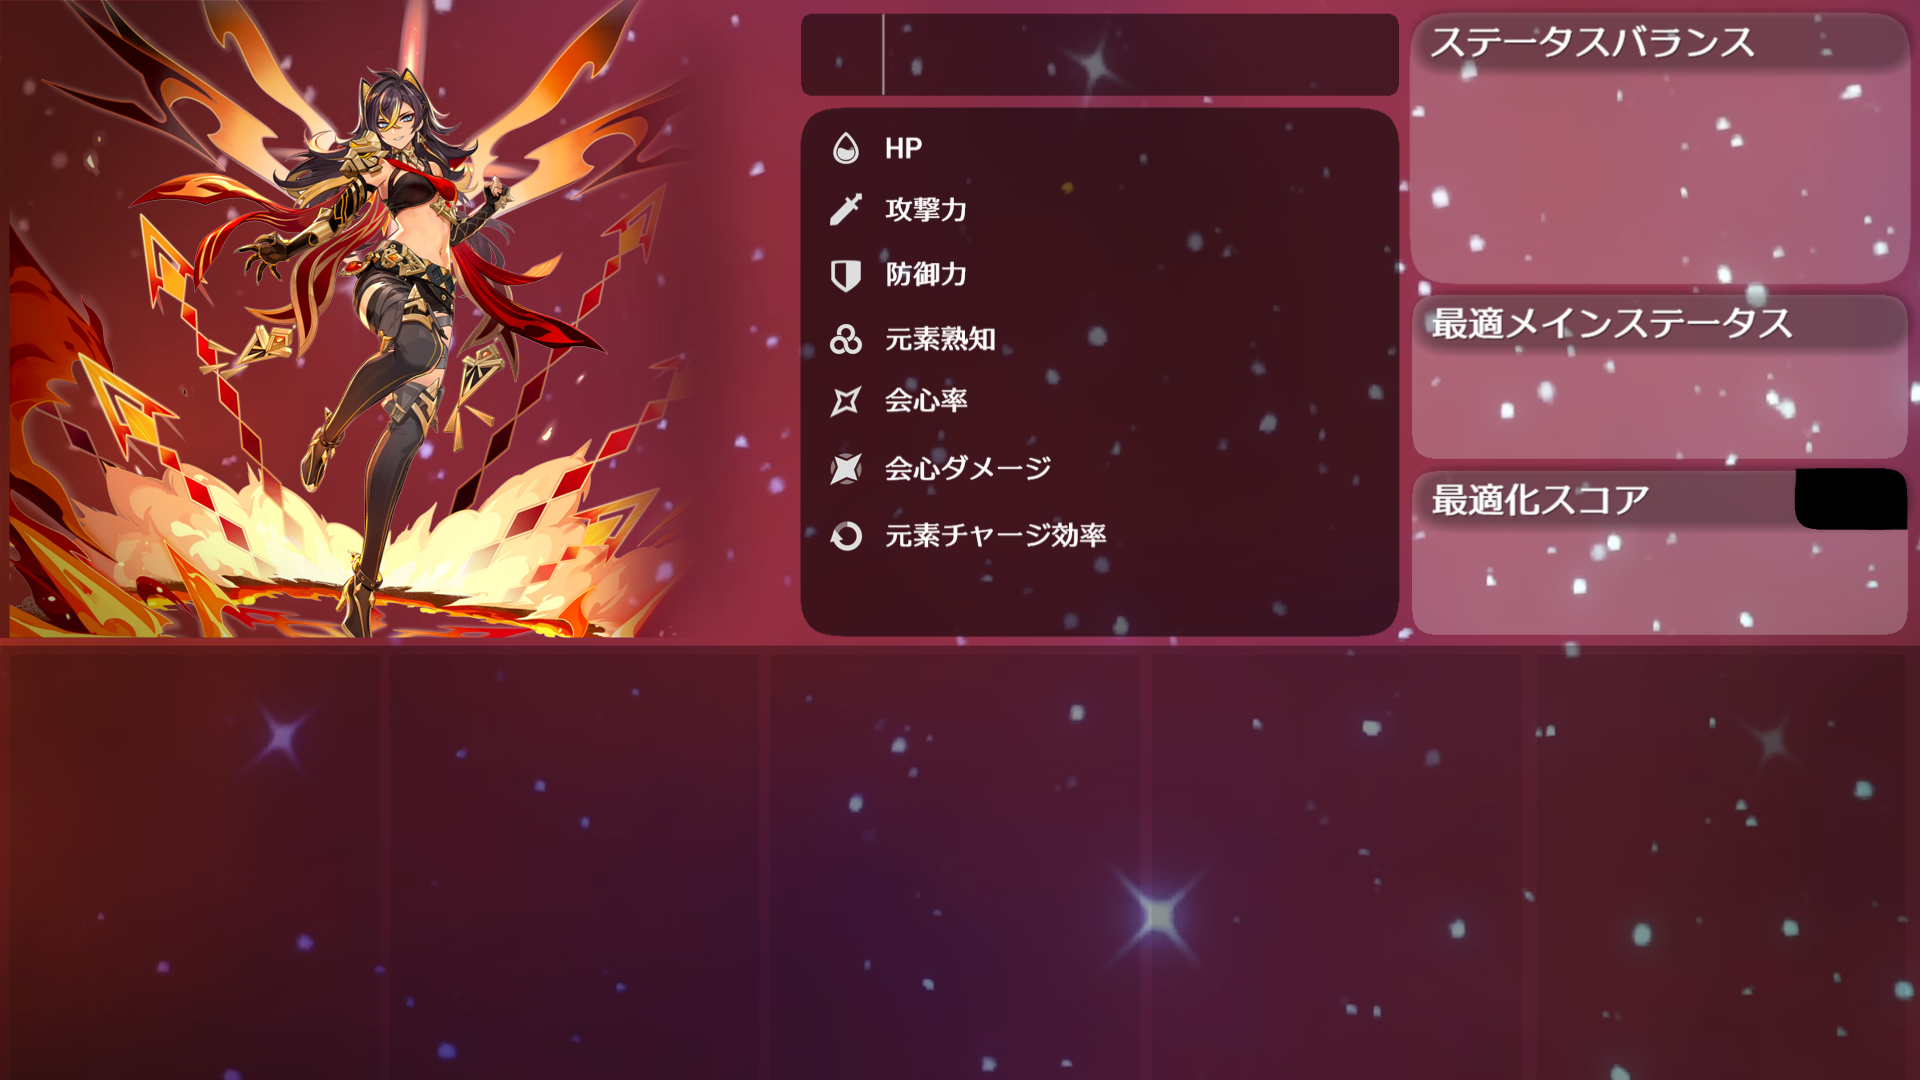 HP
攻撃力
防御力
元素熟知
会心率
会心ダメージ
元素チャージ効率
ステータスバランス
最適メインステータス
最適化スコア